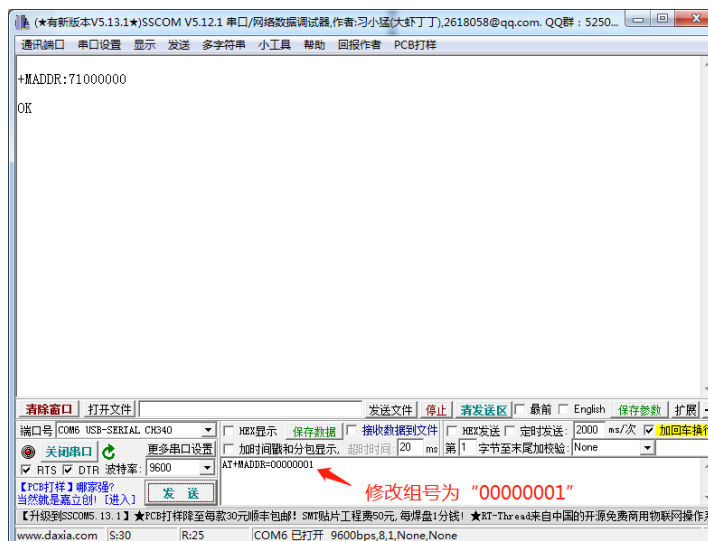 (★有新版本V5.13.1★)SSCOM V5.12.1 串口/网络数据调试器,作者:习小猛(大虾丁丁),2618058@qq.com. QQ群：5250...
通讯端口 串口设置 显示 发送 多字符串 小工具 帮助 回报作者 PCB打样
+MADDR:71000000
OK
清除窗口 打开文件 发送文件 停止 清发送区 最前 English 保存参数 扩展
端口号 COM6 USB-SERIAL CH340 HEX显示 保存数据 接收数据到文件 HEX发送 定时发送: 2000 ms/次 加回车换行
关闭串口 更多串口设置 加时间戳和分包显示, 超时时间: 20 ms 第 1 字节至末尾加校验: None
RTS DTR 波特率: 9600 AT+MADDR=00000001
【PCB打样】哪家强?
当然就是嘉立创! [进入] 发 送
修改组号为 “00000001”
【升级到SSCOM5.13.1】★PCB打样降至每款30元顺丰包邮! SMT贴片工程费50元,每焊盘1分钱! ★RT-Thread来自中国的开源免费商用物联网操作
www.daxia.com S:30 R:25 COM6 已打开 9600bps,8,1,None,None